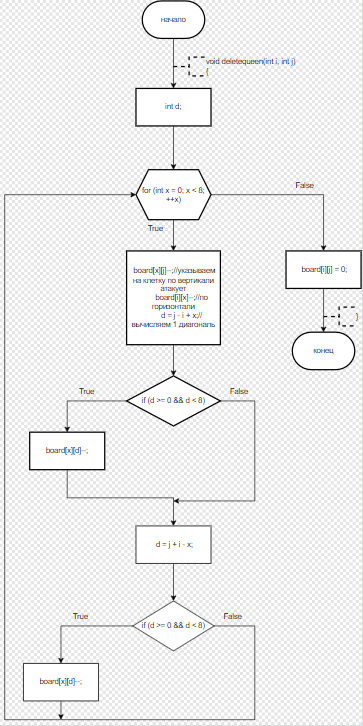 начало
void deletequeen(int i, int j)
{
int d;
for (int x = 0; x < 8;
++x)
False
True
board[x][j]--;//указываем
на клетку по вертикали
атакует
board[i][x]--;//по
горизонтали
d = j - i + x;//
вычисляем 1 диагональ
board[i][j] = 0;
}
конец
if (d >= 0 && d < 8)
True
False
board[x][d]--;
d = j + i - x;
if (d >= 0 && d < 8)
True
False
board[x][d]--;